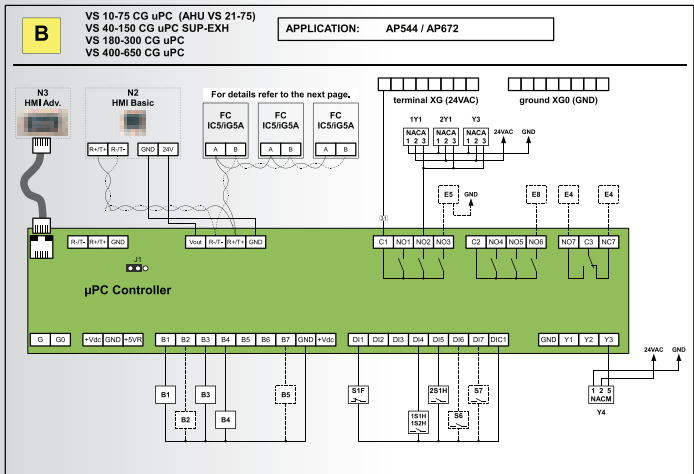 B
VS 10-75 CG uPC (AHU VS 21-75)
VS 40-150 CG uPC SUP-EXH
VS 180-300 CG uPC
VS 400-650 CG uPC
APPLICATION: AP544 / AP672
N3
HMI Adv.
N2
HMI Basic
R+/T+ R-/T- GND 24V
For details refer to the next page.
FC
IC5/iG5A
A B
FC
IC5/iG5A
A B
FC
IC5/iG5A
A B
terminal XG (24VAC)
ground XG0 (GND)
1Y1 2Y1 Y3
NACA NACA NACA
1 2 3 1 2 3 1 2 3
24VAC GND
E5 GND E8 E4 E4
R-/T- R+/T+ GND
Vout R-/T- R+/T+ GND
C1 NO1 NO2 NO3
C2 NO4 NO5 NO6
NO7 C3 NC7
J1
µPC Controller
G G0
+Vdc GND +5VR
B1 B2 B3 B4 B5 B6 B7 GND +Vdc
DI1 DI2 DI3 DI4 DI5 DI6 DI7 DIC1
GND Y1 Y2 Y3
24VAC GND
B1 B2 B3 B4 B5
S1F
1S1H
1S2H
2S1H
S6
S7
1 2 5
NACM
Y4